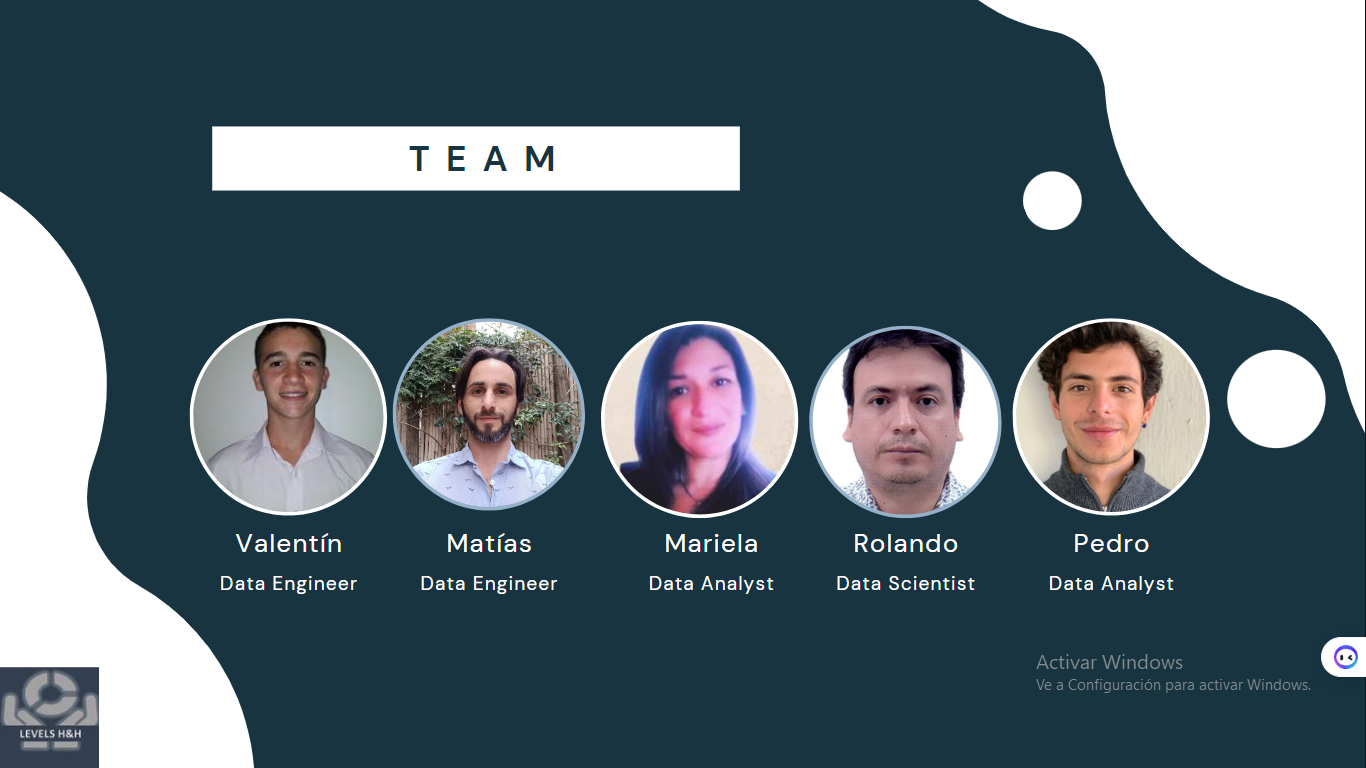 TEAM
Valentín
Matías
Mariela
Rolando
Pedro
Data Engineer
Data Engineer
Data Analyst
Data Scientist
Data Analyst
Activar Windows
Ve a Configuración para activar Windows.
LEVELS H&H